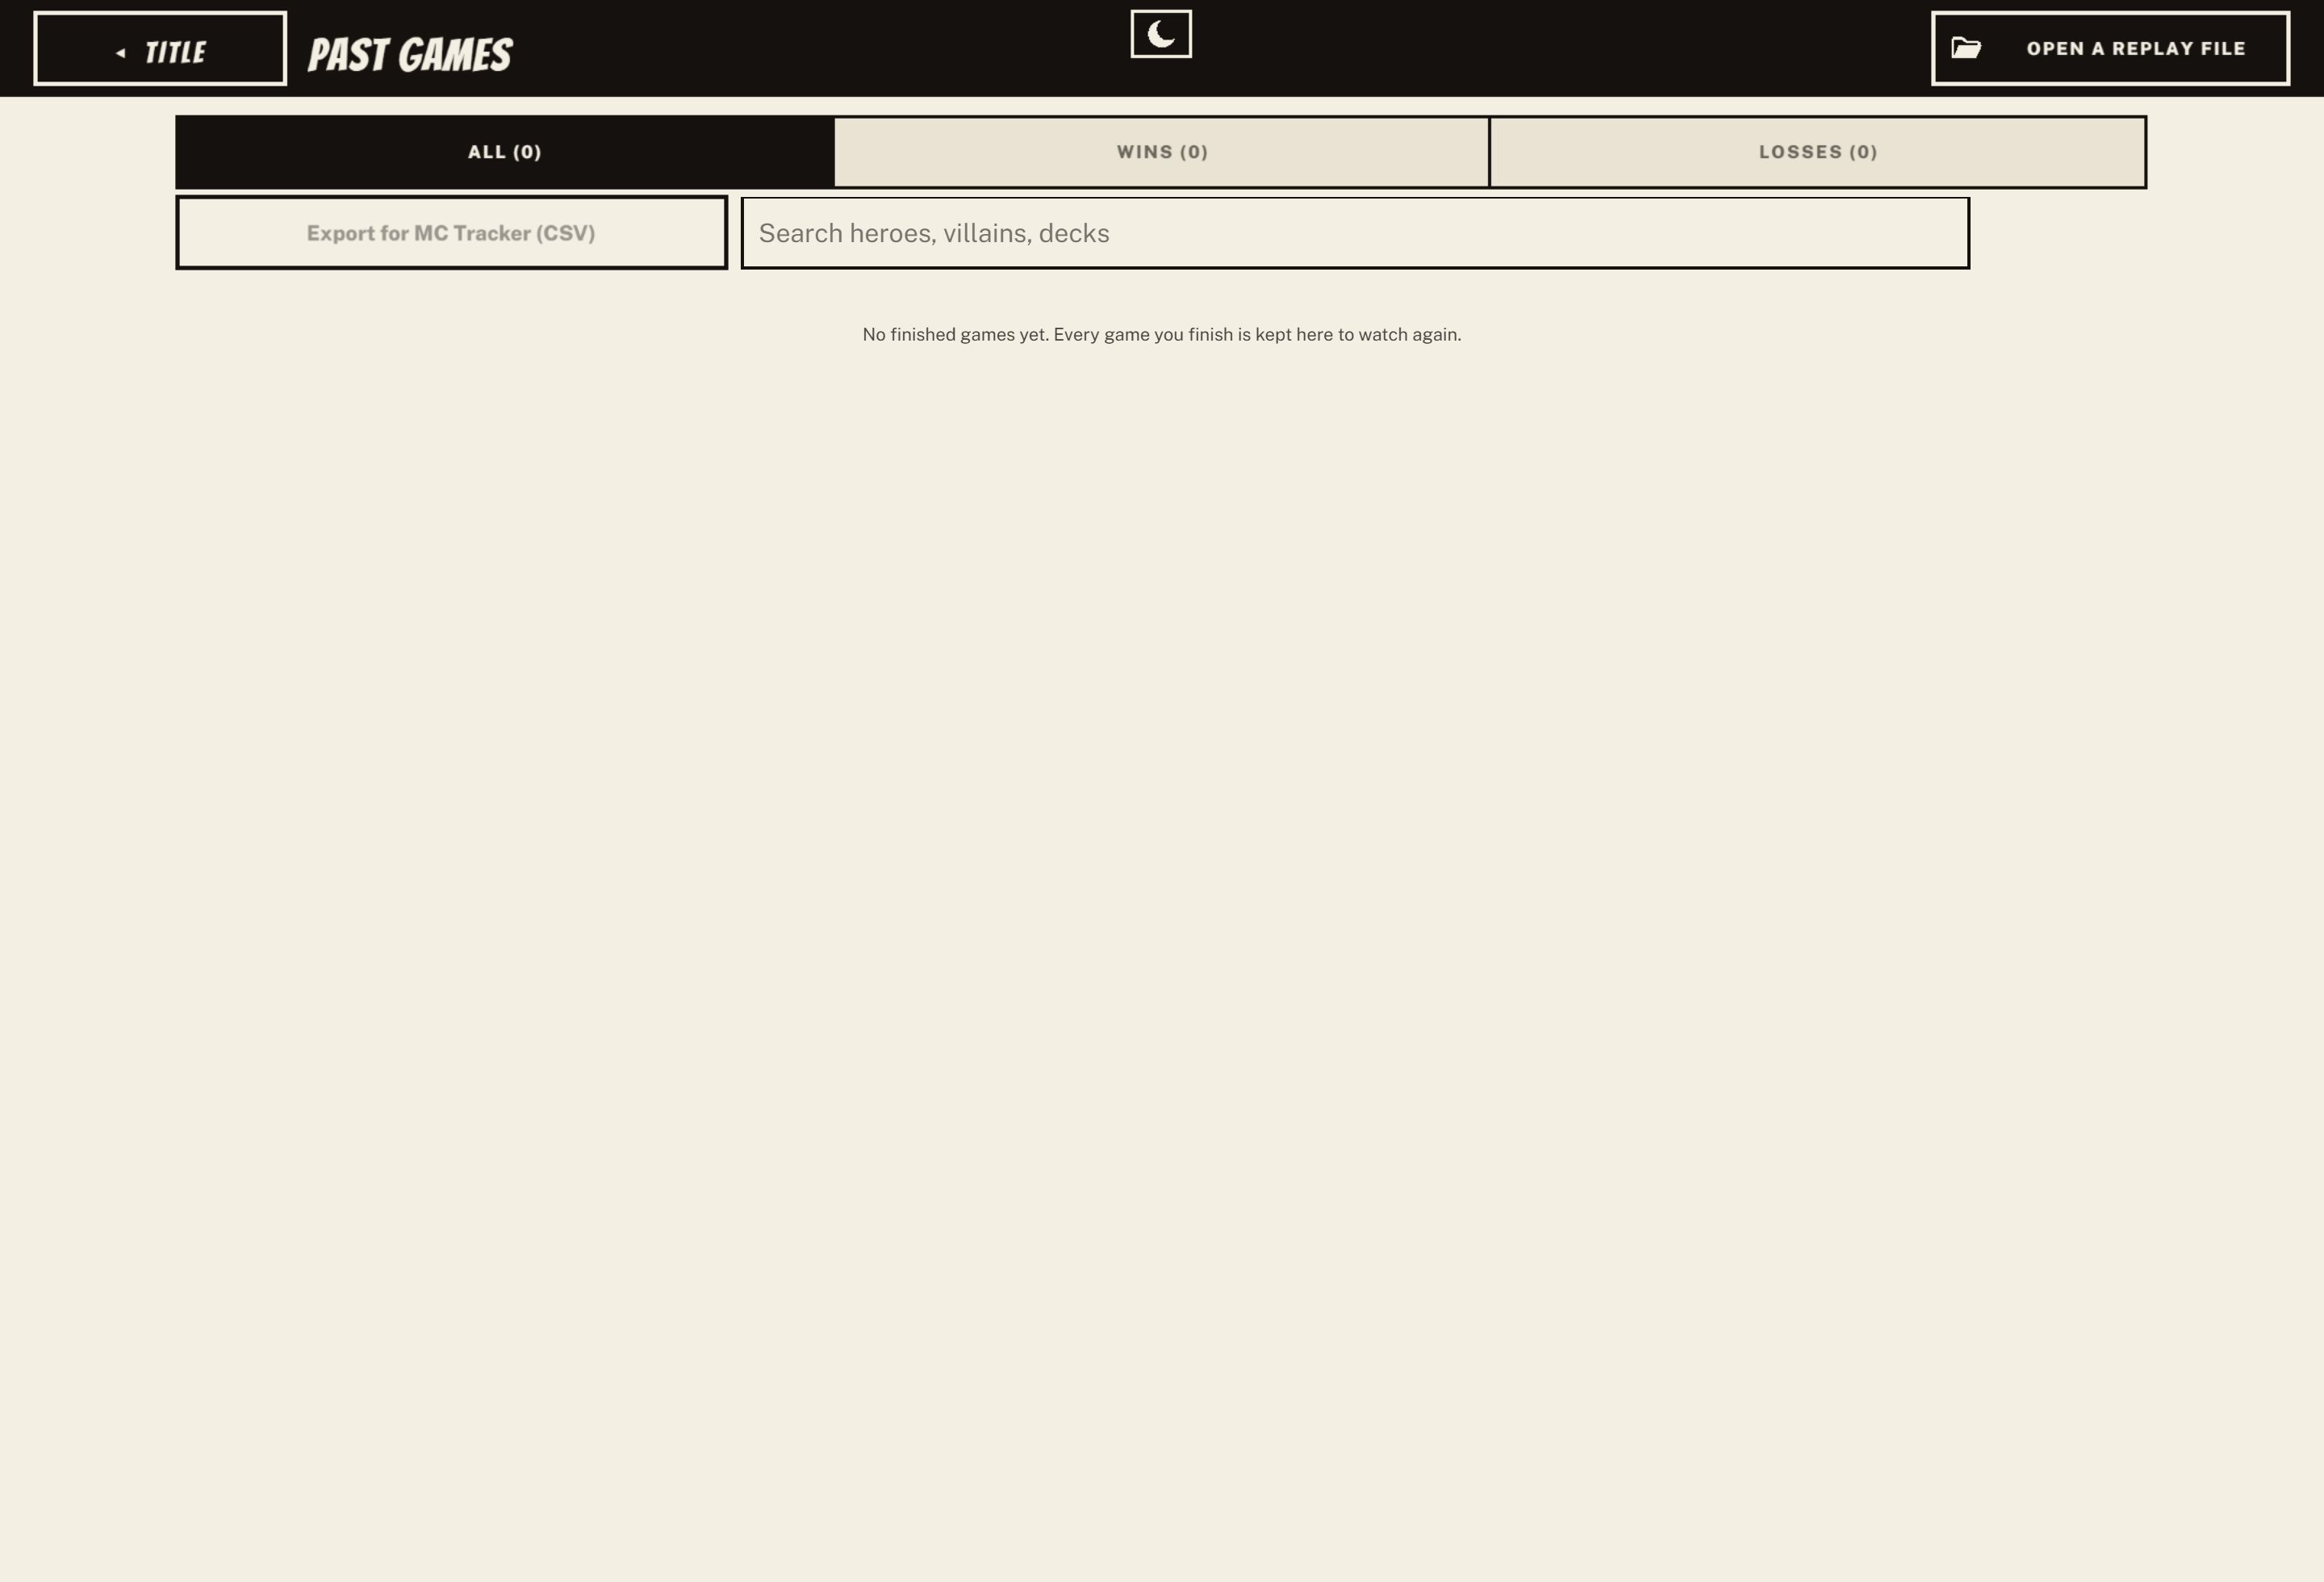 ◂ TITLE
PAST GAMES
OPEN A REPLAY FILE
ALL (0)
WINS (0)
LOSSES (0)
Export for MC Tracker (CSV)
Search heroes, villains, decks
No finished games yet. Every game you finish is kept here to watch again.